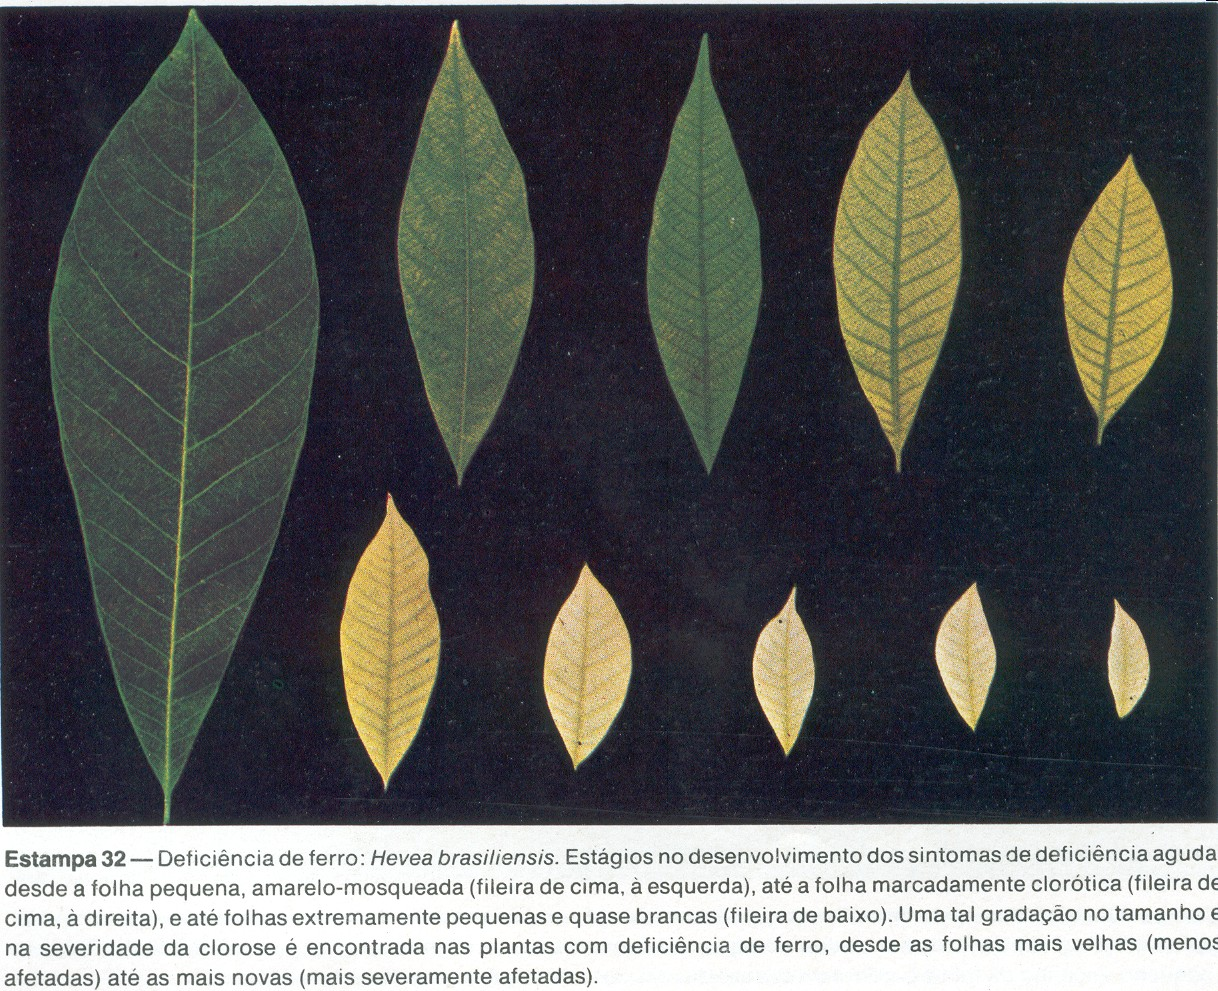 Estampa 32 — Deficiência de ferro: Hevea brasiliensis. Estágios no desenvolvimento dos sintomas de deficiência aguda
desde a folha pequena, amarelo-mosqueada (fileira de cima, à esquerda), até a folha marcadamente clorótica (fileira de
cima, à direita), e até folhas extremamente pequenas e quase brancas (fileira de baixo). Uma tal gradação no tamanho e
na severidade da clorose é encontrada nas plantas com deficiência de ferro, desde as folhas mais velhas (menos
afetadas) até as mais novas (mais severamente afetadas).